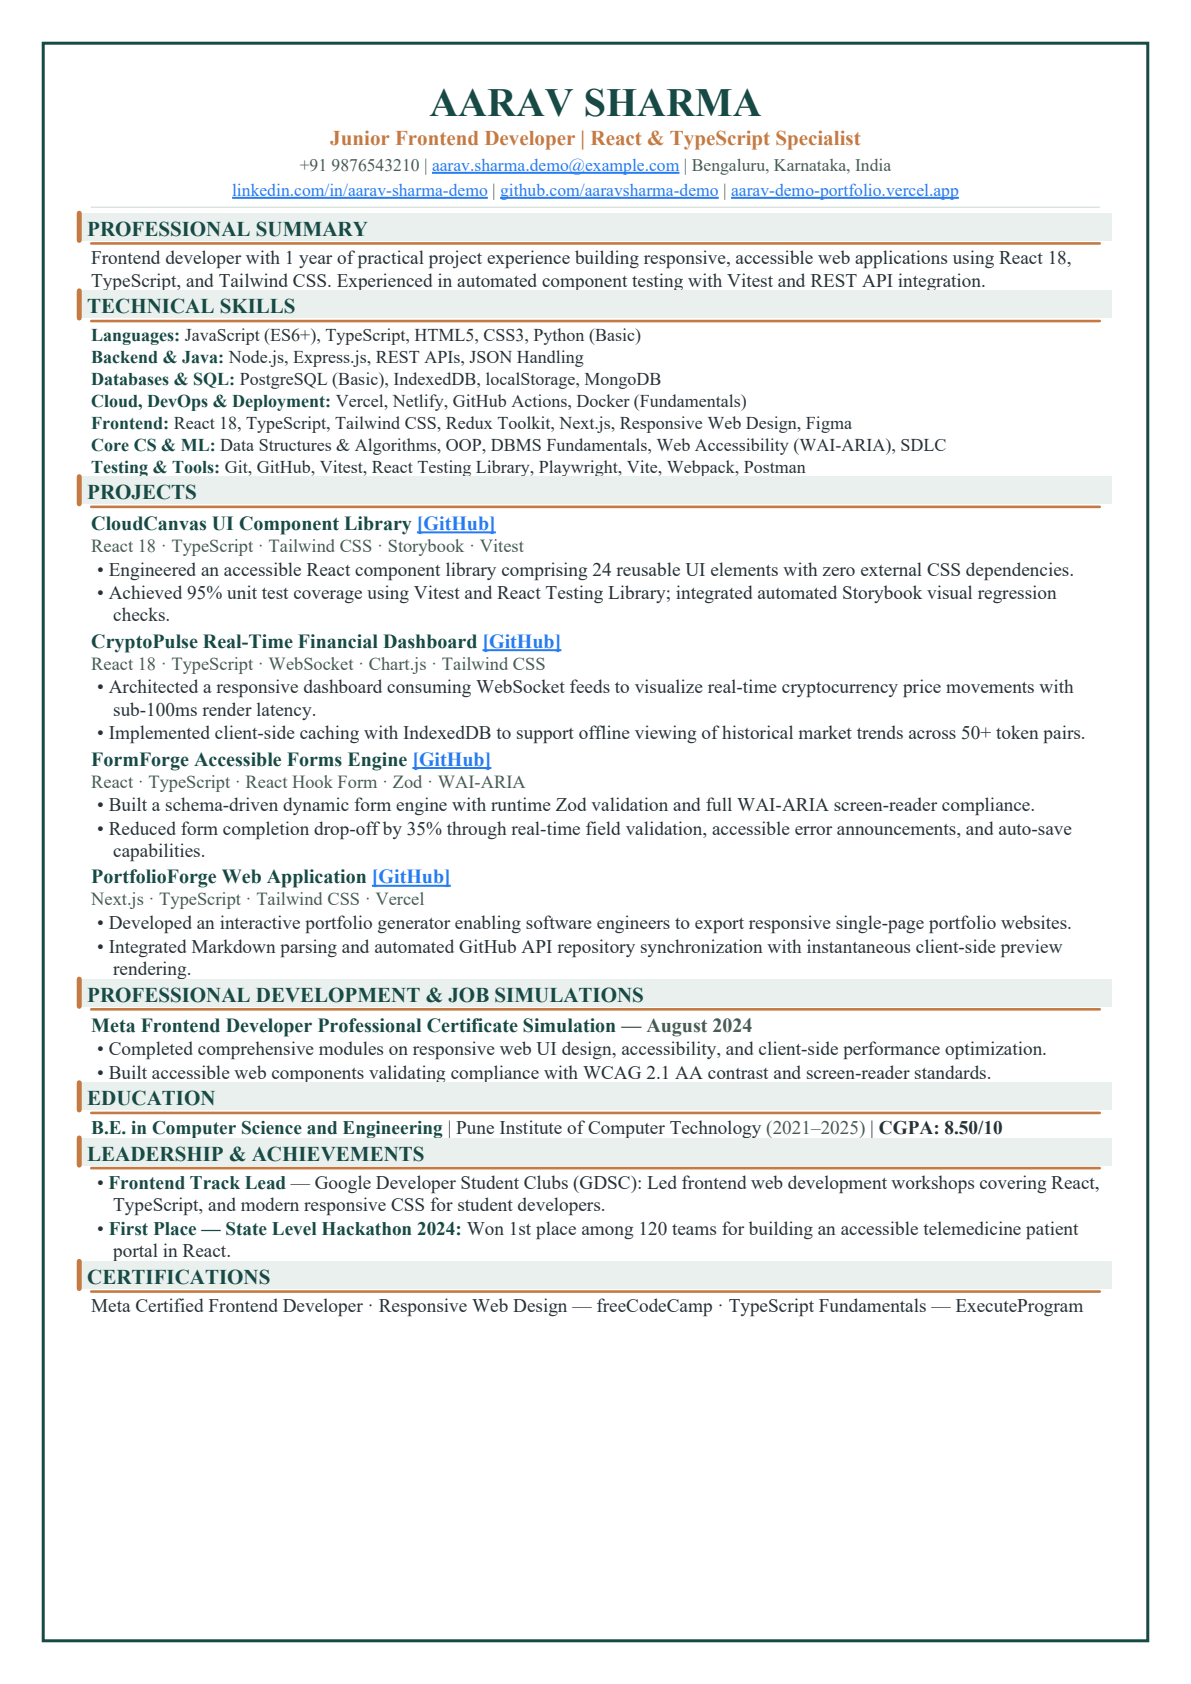 AARAV SHARMA
Junior Frontend Developer | React & TypeScript Specialist
+91 9876543210 | aarav.sharma.demo@example.com | Bengaluru, Karnataka, India
linkedin.com/in/aarav-sharma-demo | github.com/aaravsharma-demo | aarav-demo-portfolio.vercel.app
PROFESSIONAL SUMMARY
Frontend developer with 1 year of practical project experience building responsive, accessible web applications using React 18,
TypeScript, and Tailwind CSS. Experienced in automated component testing with Vitest and REST API integration.
TECHNICAL SKILLS
Languages: JavaScript (ES6+), TypeScript, HTML5, CSS3, Python (Basic)
Backend & Java: Node.js, Express.js, REST APIs, JSON Handling
Databases & SQL: PostgreSQL (Basic), IndexedDB, localStorage, MongoDB
Cloud, DevOps & Deployment: Vercel, Netlify, GitHub Actions, Docker (Fundamentals)
Frontend: React 18, TypeScript, Tailwind CSS, Redux Toolkit, Next.js, Responsive Web Design, Figma
Core CS & ML: Data Structures & Algorithms, OOP, DBMS Fundamentals, Web Accessibility (WAI-ARIA), SDLC
Testing & Tools: Git, GitHub, Vitest, React Testing Library, Playwright, Vite, Webpack, Postman
PROJECTS
CloudCanvas UI Component Library [GitHub]
React 18 · TypeScript · Tailwind CSS · Storybook · Vitest
• Engineered an accessible React component library comprising 24 reusable UI elements with zero external CSS dependencies.
• Achieved 95% unit test coverage using Vitest and React Testing Library; integrated automated Storybook visual regression
checks.
CryptoPulse Real-Time Financial Dashboard [GitHub]
React 18 · TypeScript · WebSocket · Chart.js · Tailwind CSS
• Architected a responsive dashboard consuming WebSocket feeds to visualize real-time cryptocurrency price movements with
sub-100ms render latency.
• Implemented client-side caching with IndexedDB to support offline viewing of historical market trends across 50+ token pairs.
FormForge Accessible Forms Engine [GitHub]
React · TypeScript · React Hook Form · Zod · WAI-ARIA
• Built a schema-driven dynamic form engine with runtime Zod validation and full WAI-ARIA screen-reader compliance.
• Reduced form completion drop-off by 35% through real-time field validation, accessible error announcements, and auto-save
capabilities.
PortfolioForge Web Application [GitHub]
Next.js · TypeScript · Tailwind CSS · Vercel
• Developed an interactive portfolio generator enabling software engineers to export responsive single-page portfolio websites.
• Integrated Markdown parsing and automated GitHub API repository synchronization with instantaneous client-side preview
rendering.
PROFESSIONAL DEVELOPMENT & JOB SIMULATIONS
Meta Frontend Developer Professional Certificate Simulation — August 2024
• Completed comprehensive modules on responsive web UI design, accessibility, and client-side performance optimization.
• Built accessible web components validating compliance with WCAG 2.1 AA contrast and screen-reader standards.
EDUCATION
B.E. in Computer Science and Engineering | Pune Institute of Computer Technology (2021–2025) | CGPA: 8.50/10
LEADERSHIP & ACHIEVEMENTS
• Frontend Track Lead — Google Developer Student Clubs (GDSC): Led frontend web development workshops covering React,
TypeScript, and modern responsive CSS for student developers.
• First Place — State Level Hackathon 2024: Won 1st place among 120 teams for building an accessible telemedicine patient
portal in React.
CERTIFICATIONS
Meta Certified Frontend Developer · Responsive Web Design — freeCodeCamp · TypeScript Fundamentals — ExecuteProgram